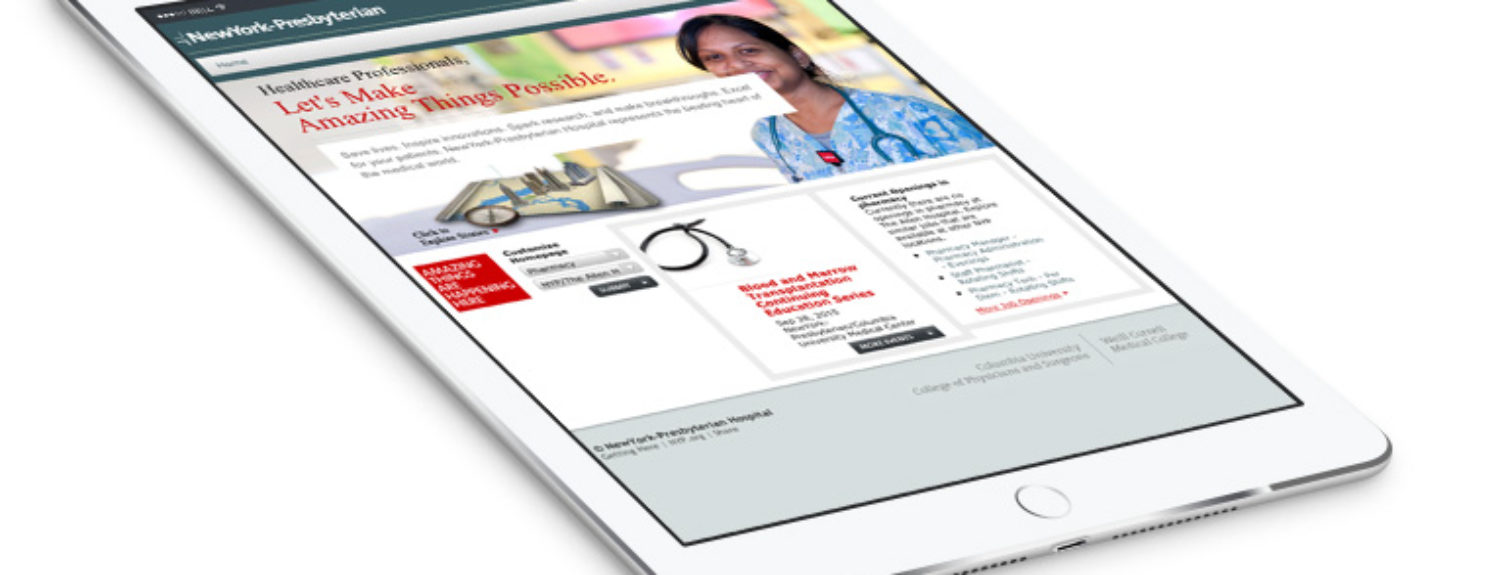 NewYork-Presbyterian
Home
Healthcare Professionals,
Let's Make
Amazing Things Possible.
Save lives. Inspire innovations. Spark research, and make breakthroughs. Excel
for your patients. NewYork-Presbyterian Hospital represents the beating heart of
the medical world.
Click to
Explore
AMAZING
THINGS
ARE
HAPPENING
HERE
Customize
Homepage
Pharmacy
NYP/The Allen H
SUBMIT
Blood and Marrow
Transplantation
Continuing
Education Series
Sep 28, 2015
NewYork-
Presbyterian/Columbia
University Medical Center
MORE EVENTS
Current Openings in
pharmacy
Currently there are no
openings in pharmacy at
The Allen Hospital. Explore
similar jobs that are
available at other NYP
locations.
Pharmacy Manager -
Pharmacy Administration
- Evenings
Staff Pharmacist -
Rotating Shifts
Pharmacy Tech - Per
Diem - Rotating Shifts
More Job Openings
Columbia University
College of Physicians and Surgeons
Weill Cornell
Medical College
© NewYork-Presbyterian Hospital
Getting Here | NYP.org | Share